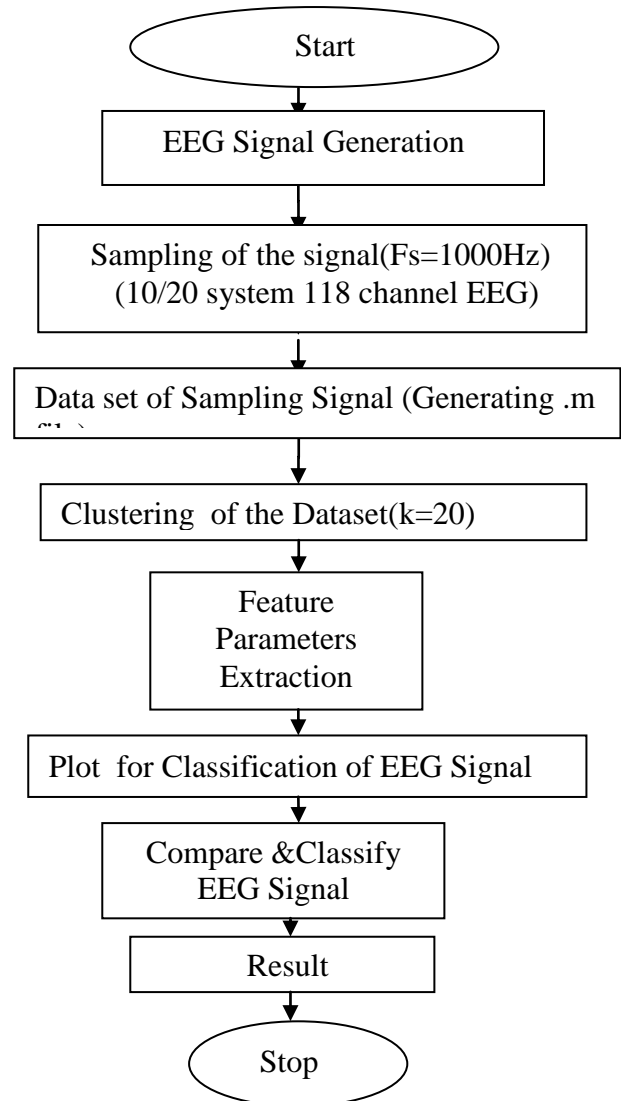 Start
EEG Signal Generation
Sampling of the signal(Fs=1000Hz)
(10/20 system 118 channel EEG)
Data set of Sampling Signal (Generating .m
Clustering of the Dataset(k=20)
Feature
Parameters
Extraction
Plot for Classification of EEG Signal
Compare &Classify
EEG Signal
Result
Stop